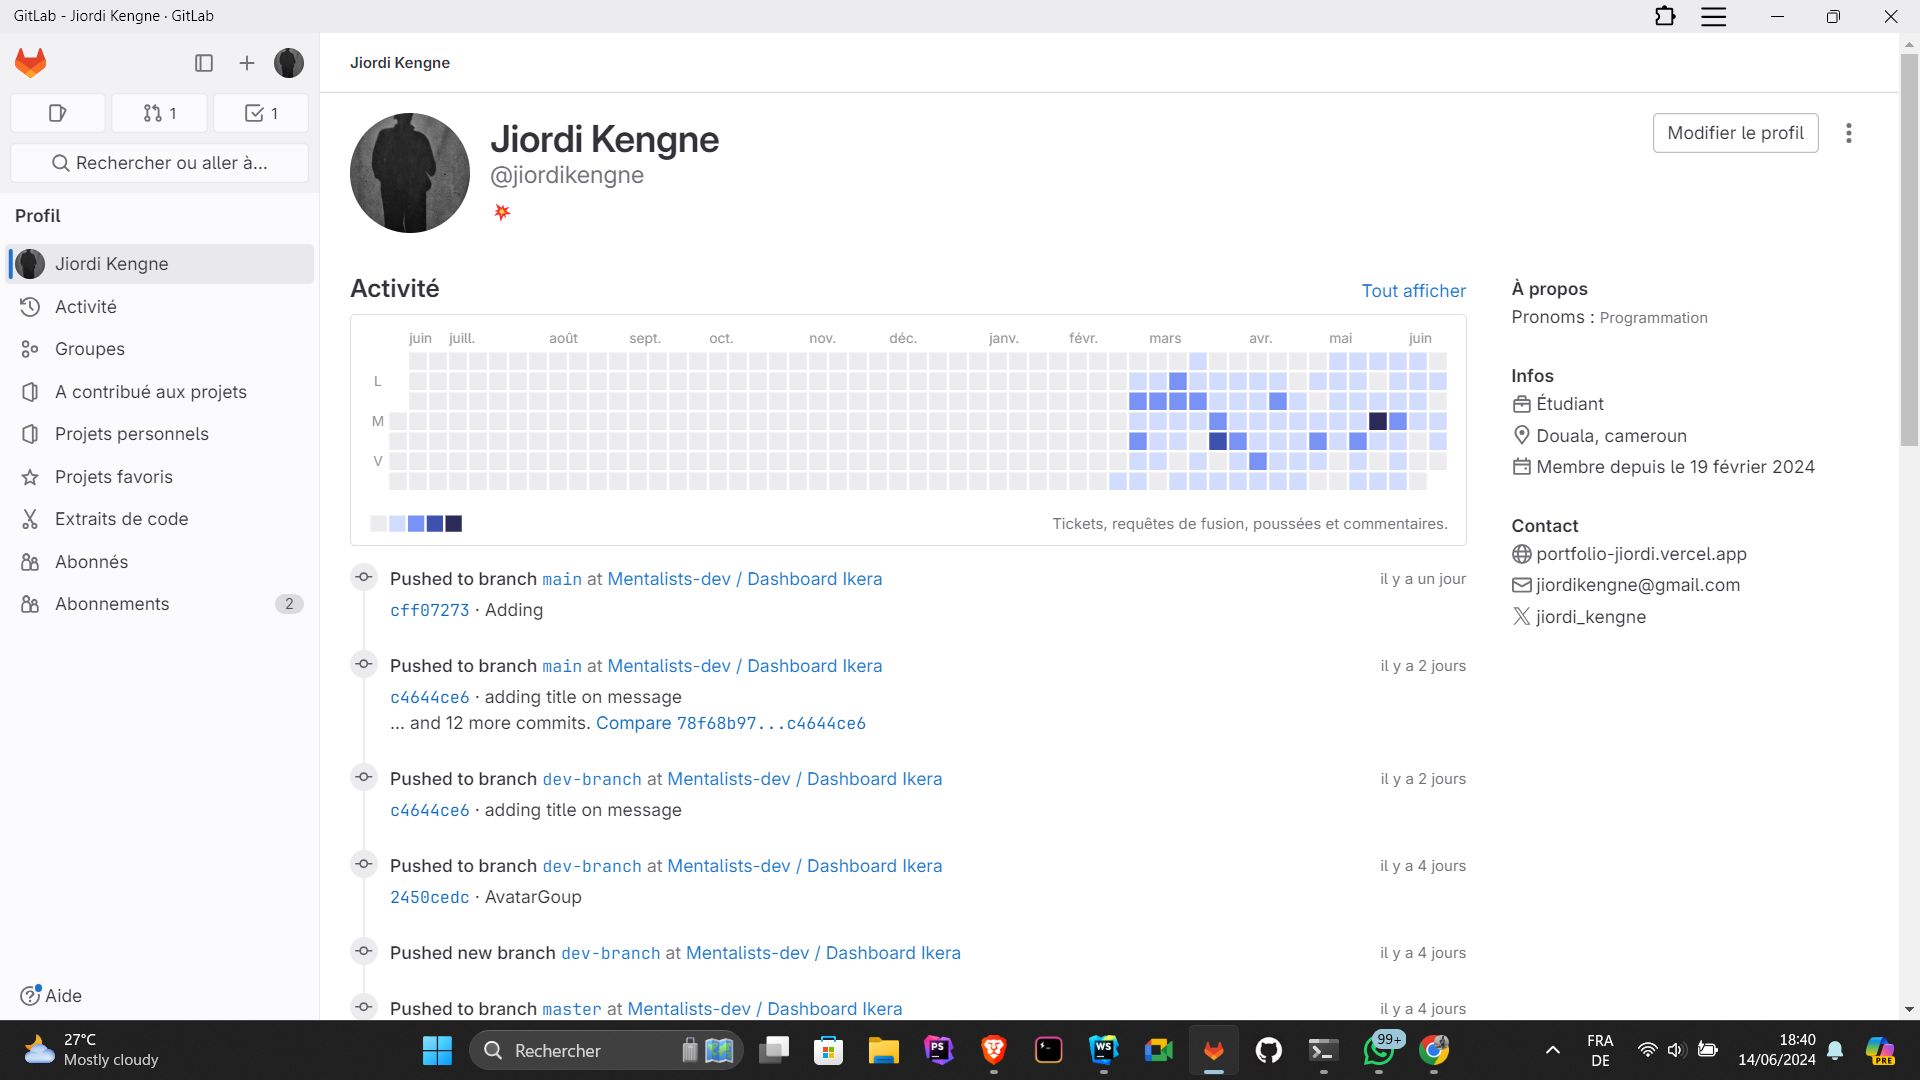 GitLab - Jiordi Kengne · GitLab
1
1
Rechercher ou aller à...
Profil
Jiordi Kengne
Activité
Groupes
A contribué aux projets
Projets personnels
Projets favoris
Extraits de code
Abonnés
Abonnements 2
Aide
Jiordi Kengne
Jiordi Kengne
@jiordikengne
Modifier le profil
Activité
Tout afficher
juin juill. août sept. oct. nov. déc. janv. févr. mars avr. mai juin
L
M
V
Tickets, requêtes de fusion, poussées et commentaires.
Pushed to branch main at Mentalists-dev / Dashboard Ikera il y a un jour
cff07273 · Adding
Pushed to branch main at Mentalists-dev / Dashboard Ikera il y a 2 jours
c4644ce6 · adding title on message
... and 12 more commits. Compare 78f68b97...c4644ce6
Pushed to branch dev-branch at Mentalists-dev / Dashboard Ikera il y a 2 jours
c4644ce6 · adding title on message
Pushed to branch dev-branch at Mentalists-dev / Dashboard Ikera il y a 4 jours
2450cedc · AvatarGoup
Pushed new branch dev-branch at Mentalists-dev / Dashboard Ikera il y a 4 jours
Pushed to branch master at Mentalists-dev / Dashboard Ikera il y a 4 jours
À propos
Pronoms : Programmation
Infos
Étudiant
Douala, cameroun
Membre depuis le 19 février 2024
Contact
portfolio-jiordi.vercel.app
jiordikengne@gmail.com
jiordi_kengne
27°C
Mostly cloudy
Rechercher
PS
WS
99+
FRA
DE
18:40
14/06/2024
PRE